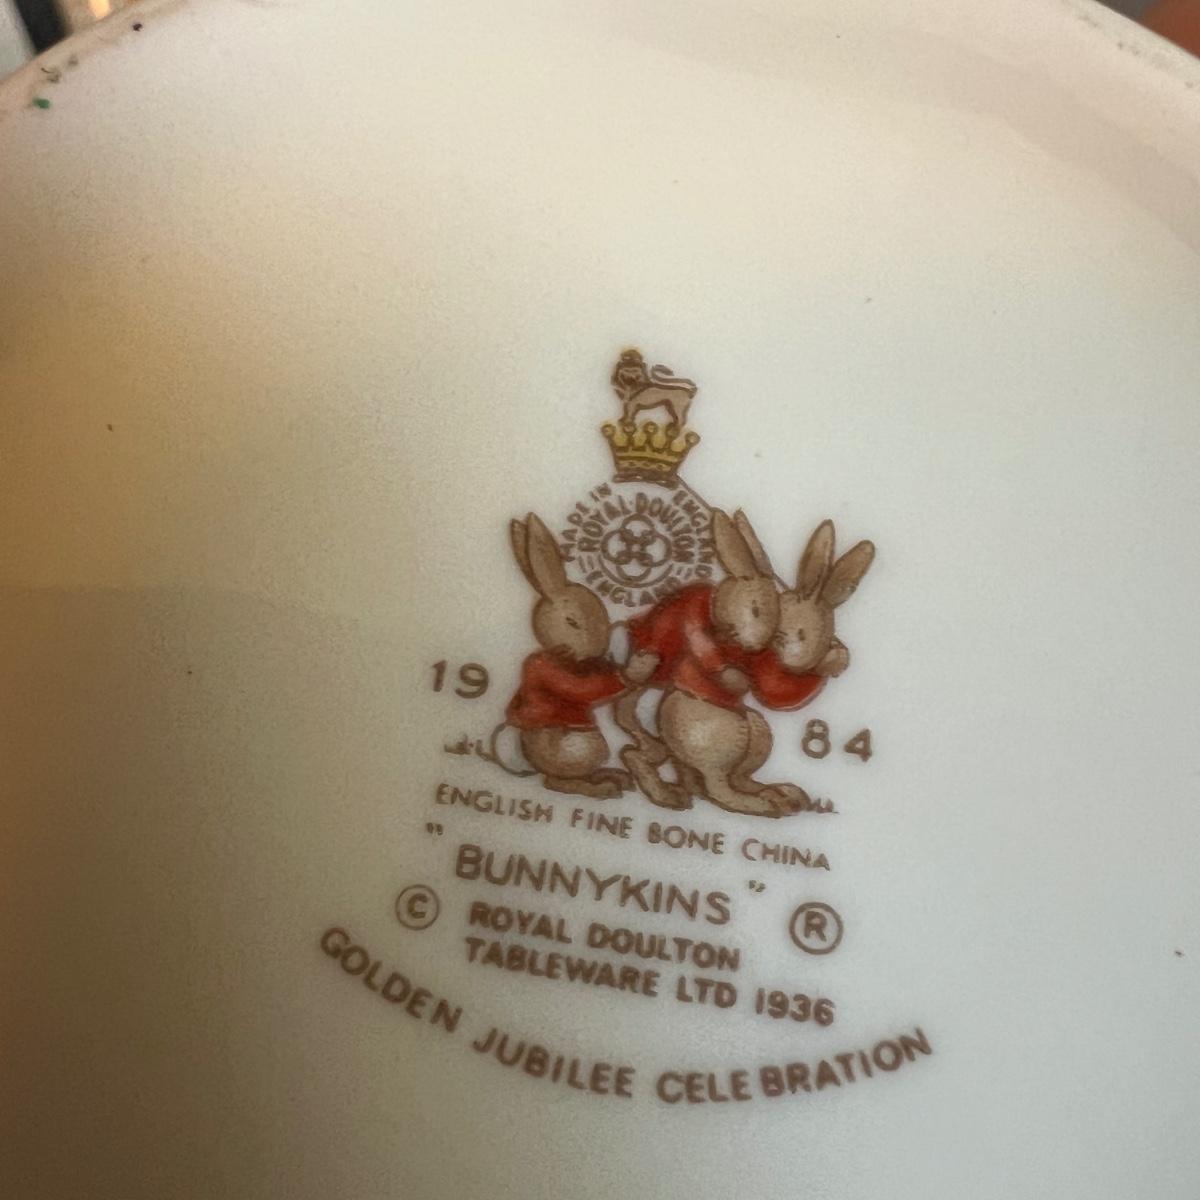 MADE IN ENGLAND
ROYAL·DOULTON
ENGLAND
19 84
ENGLISH FINE BONE CHINA
"BUNNYKINS" ®
© ROYAL DOULTON
TABLEWARE LTD 1936
GOLDEN JUBILEE CELEBRATION